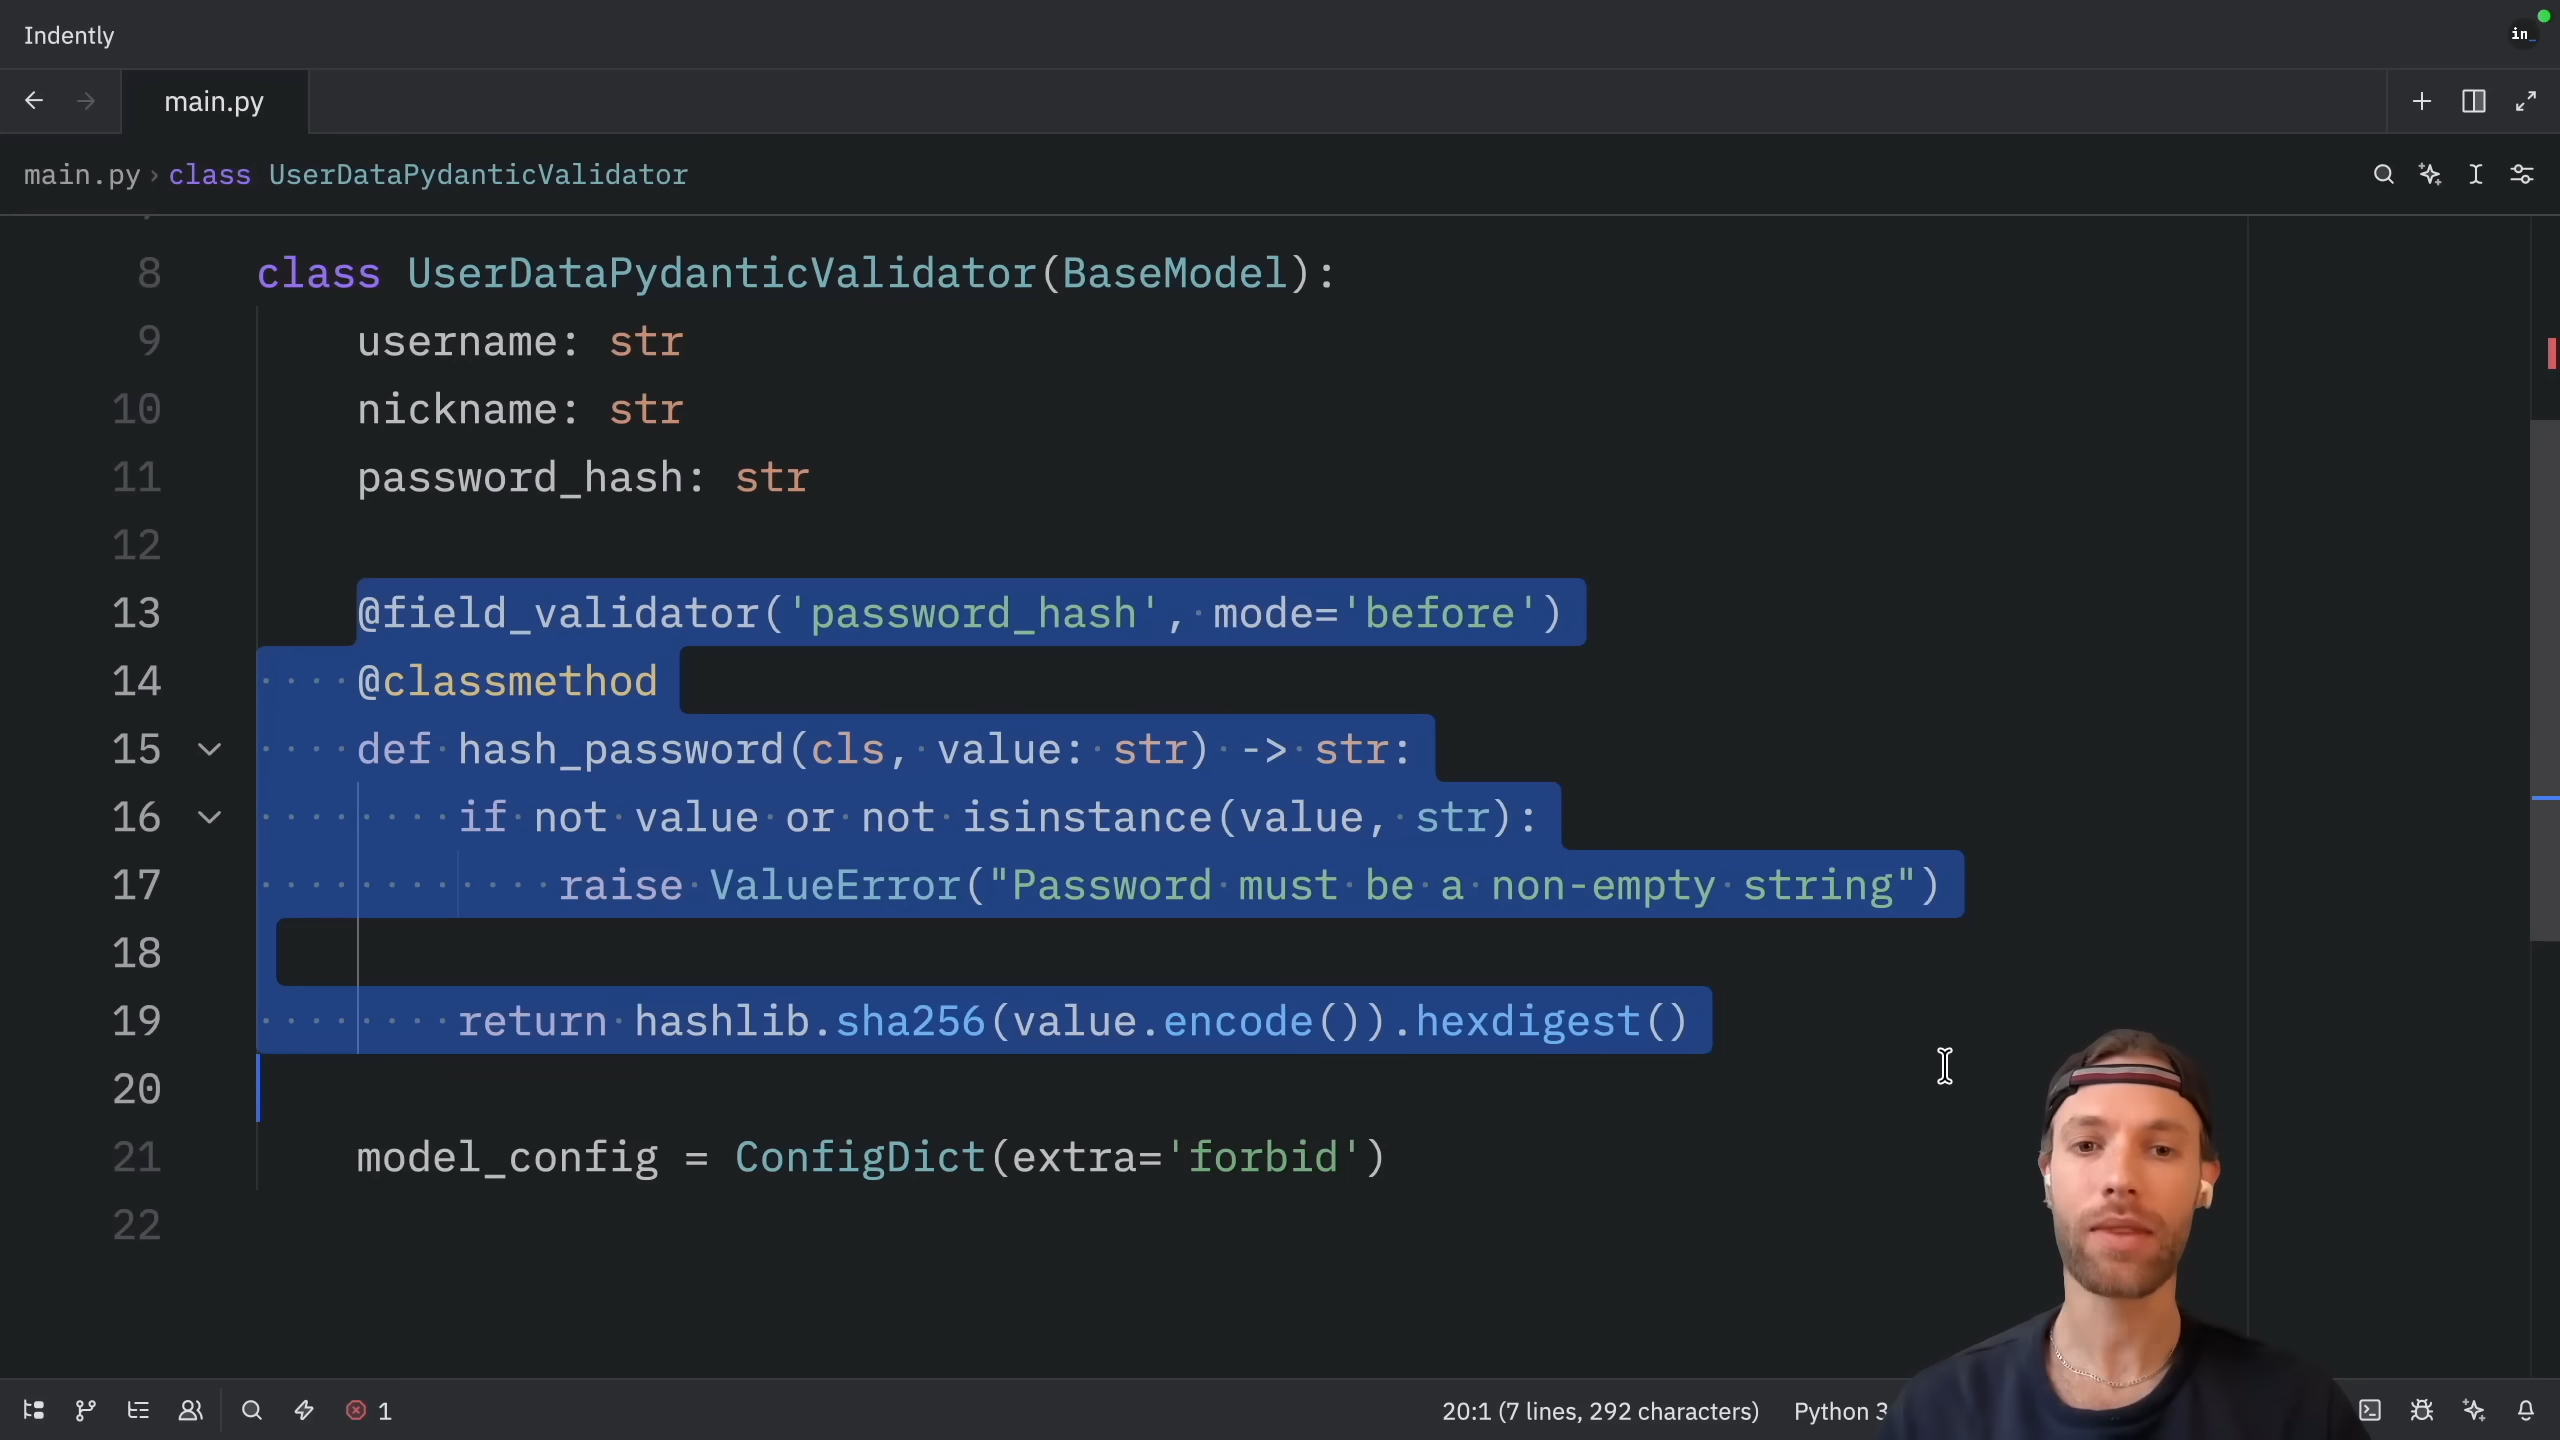 Indently
in_
main.py
main.py › class UserDataPydanticValidator
8 class UserDataPydanticValidator(BaseModel):
9 username: str
10 nickname: str
11 password_hash: str
12
13 @field_validator('password_hash', mode='before')
14 @classmethod
15 def hash_password(cls, value: str) -> str:
16 if not value or not isinstance(value, str):
17 raise ValueError("Password must be a non-empty string")
18
19 return hashlib.sha256(value.encode()).hexdigest()
20
21 model_config = ConfigDict(extra='forbid')
22
1 20:1 (7 lines, 292 characters) Python 3